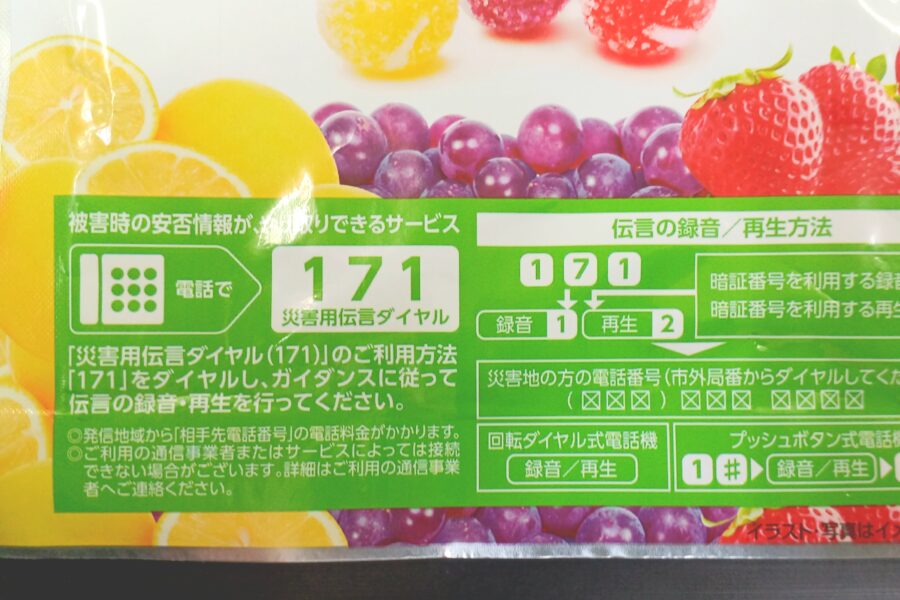 被害時の安否情報が、やり取りできるサービス
電話で
171
災害用伝言ダイヤル
「災害用伝言ダイヤル(171)」のご利用方法
「171」をダイヤルし、ガイダンスに従って
伝言の録音・再生を行ってください。
◎発信地域から「相手先電話番号」の電話料金がかかります。
◎ご利用の通信事業者またはサービスによっては接続
できない場合がございます。詳細はご利用の通信事業
者へご連絡ください。
伝言の録音/再生方法
171
暗証番号を利用する録音
暗証番号を利用する再生
録音 1 再生 2
災害地の方の電話番号(市外局番からダイヤルしてくだ
(☒☒☒)☒☒☒ ☒☒☒☒
回転ダイヤル式電話機
録音/再生
プッシュボタン式電話機
1 # 録音/再生
イラスト・写真はイ